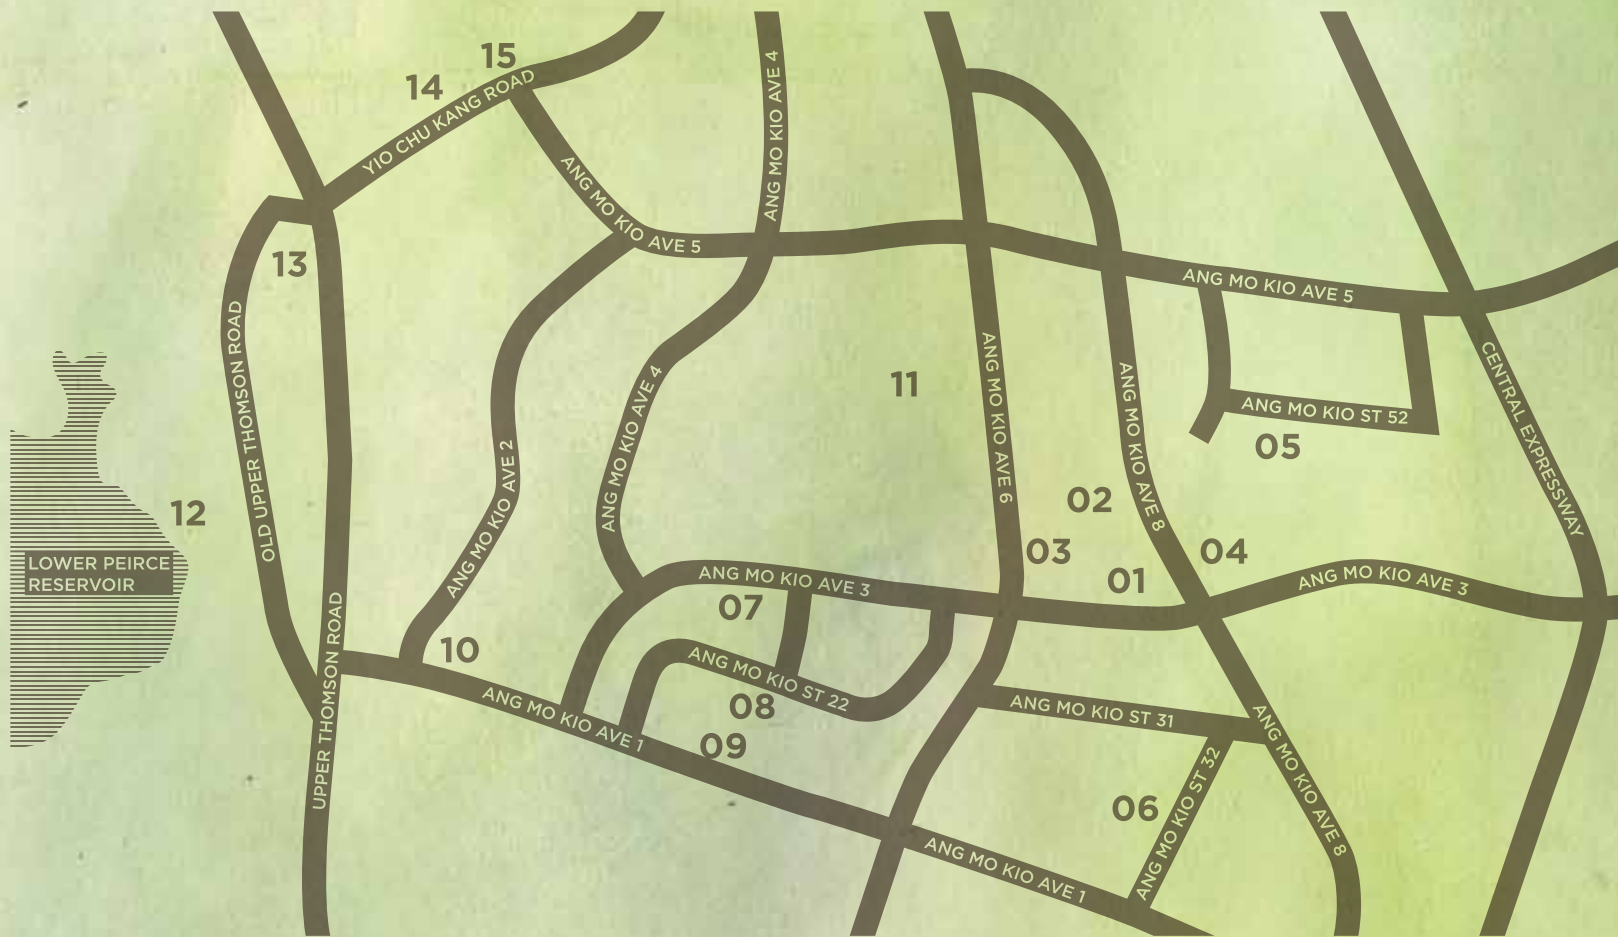 15
14
YIO CHU KANG ROAD
ANG MO KIO AVE 4
ANG MO KIO AVE 5
13
ANG MO KIO AVE 5
OLD UPPER THOMSON ROAD
ANG MO KIO AVE 4
11
ANG MO KIO AVE 6
ANG MO KIO AVE 8
ANG MO KIO ST 52
05
CENTRAL EXPRESSWAY
ANG MO KIO AVE 2
12
02
LOWER PEIRCE
RESERVOIR
03
04
01
ANG MO KIO AVE 3
ANG MO KIO AVE 3
07
UPPER THOMSON ROAD
10
ANG MO KIO ST 22
ANG MO KIO AVE 1
08
09
ANG MO KIO ST 31
ANG MO KIO AVE 8
ANG MO KIO ST 32
06
ANG MO KIO AVE 1